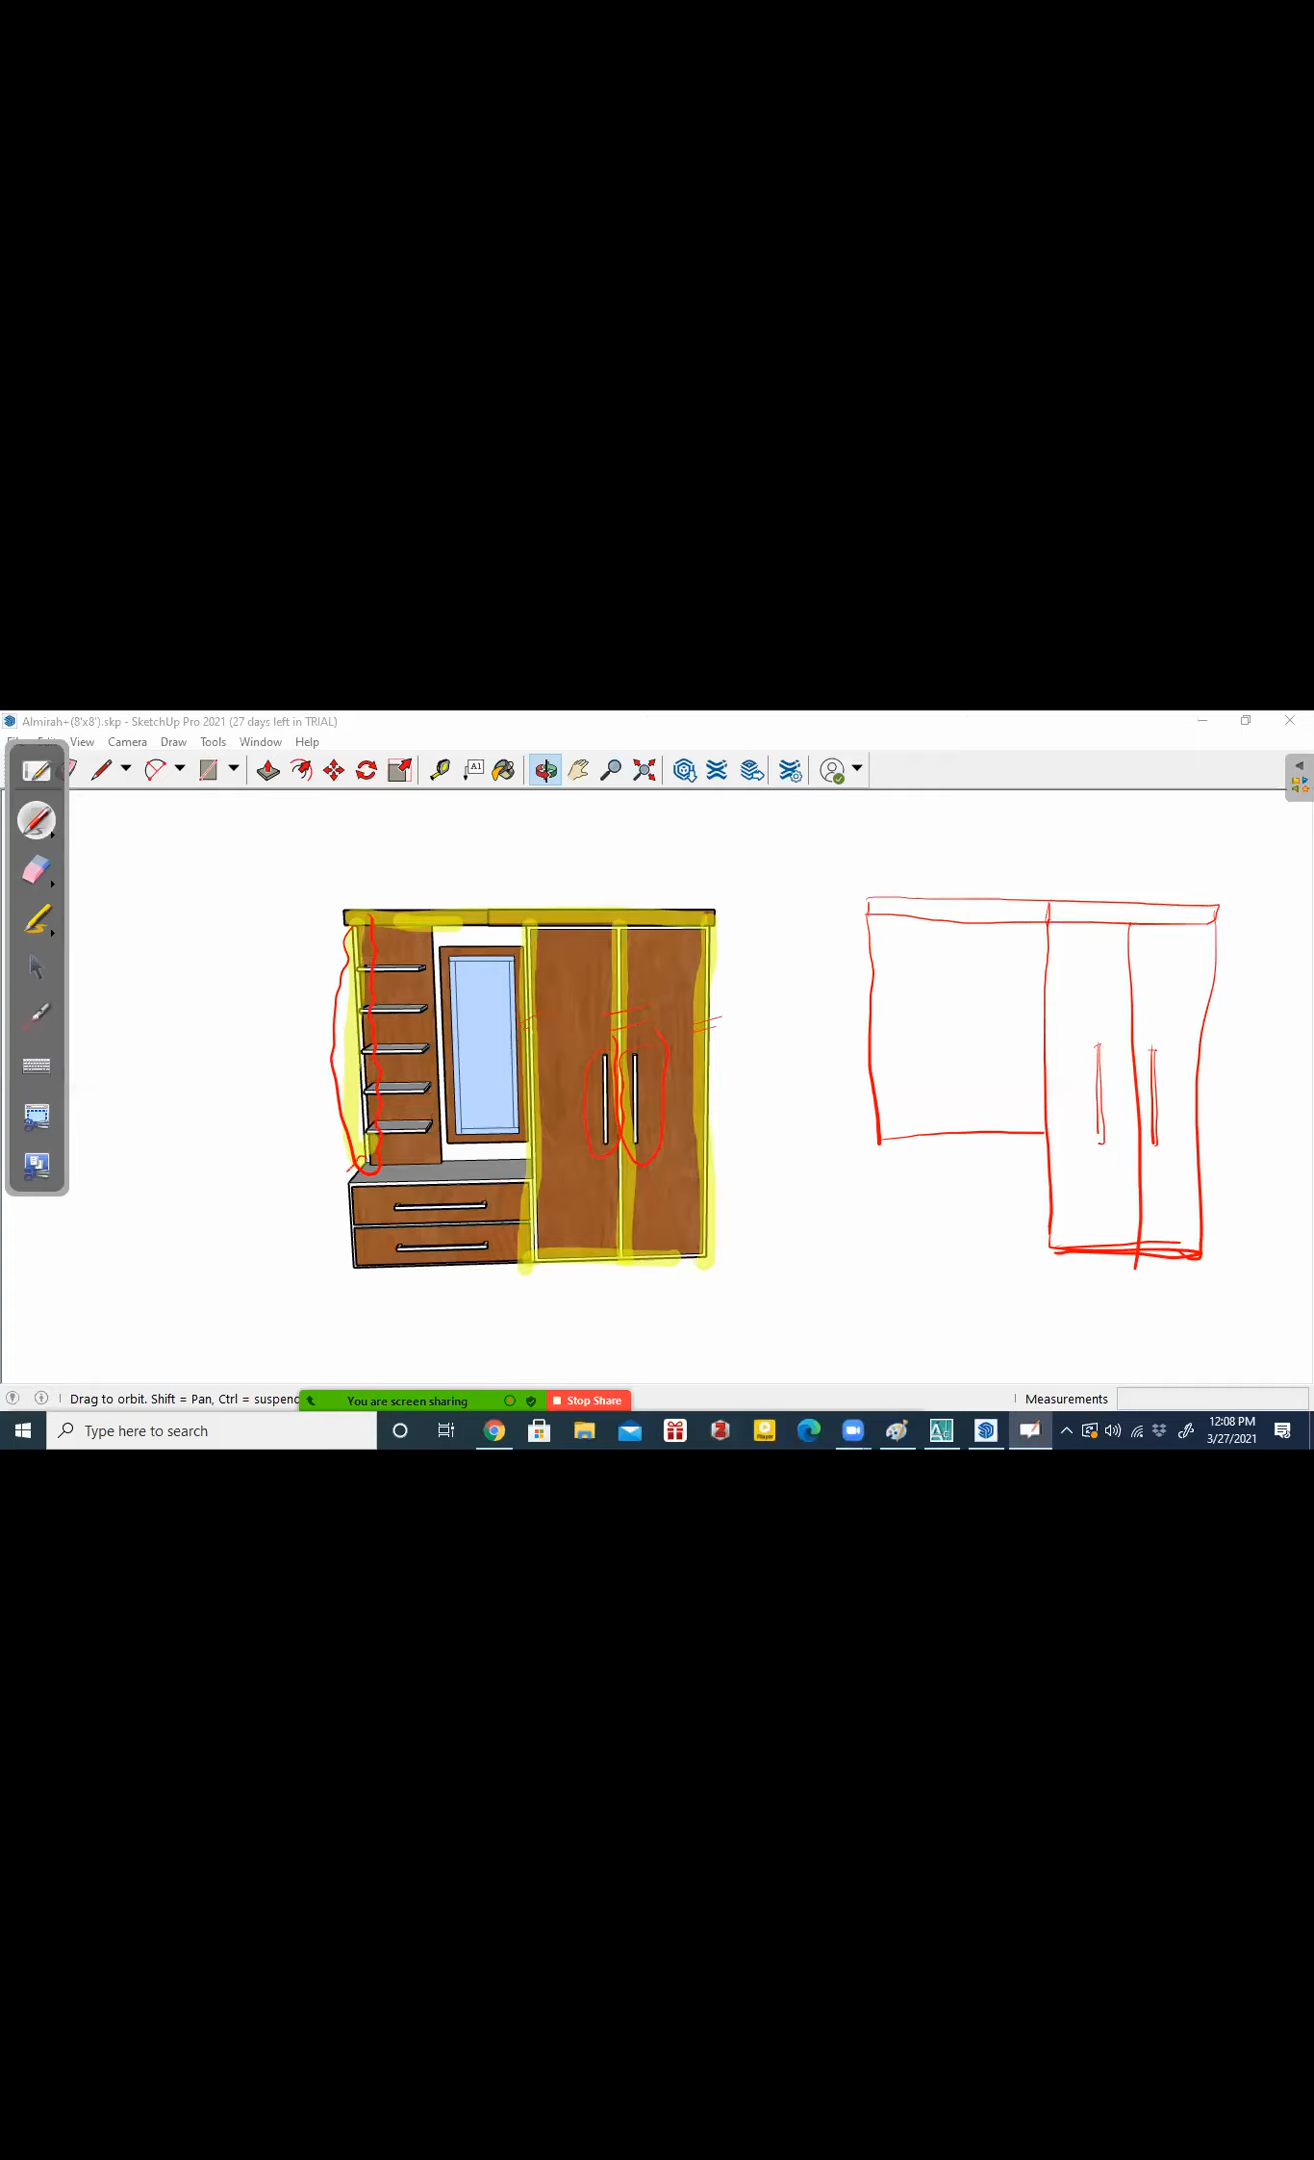 Almirah+(8'x8').skp - SketchUp Pro 2021 (27 days left in TRIAL)
View Camera Draw Tools Window Help
A1
Drag to orbit. Shift = Pan, Ctrl = suspend
You are screen sharing
Stop Share
Measurements
Type here to search
12:08 PM
3/27/2021